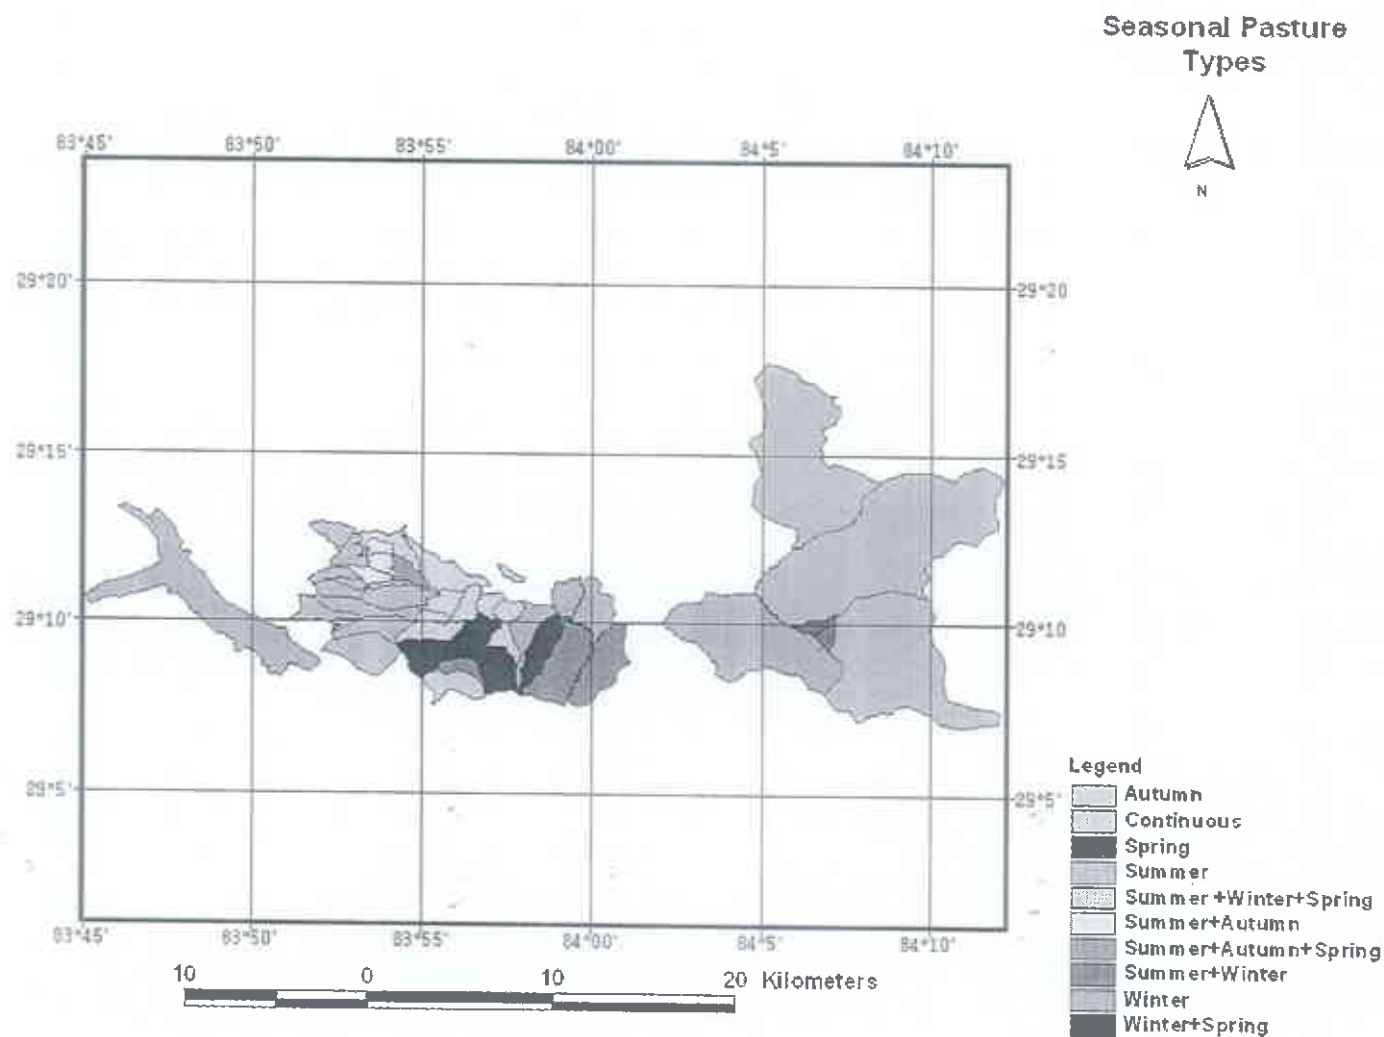 Seasonal Pasture
Types
N
83°45' 83°50' 83°55' 84°00' 84°5' 84°10'
29°20' 29°20
29°15' 29°15
29°10' 29°10
29°5' 29°5'
83°45' 83°50' 83°55' 84°00' 84°5' 84°10'
10 0 10 20 Kilometers
Legend
Autumn
Continuous
Spring
Summer
Summer+Winter+Spring
Summer+Autumn
Summer+Autumn+Spring
Summer+Winter
Winter
Winter+Spring